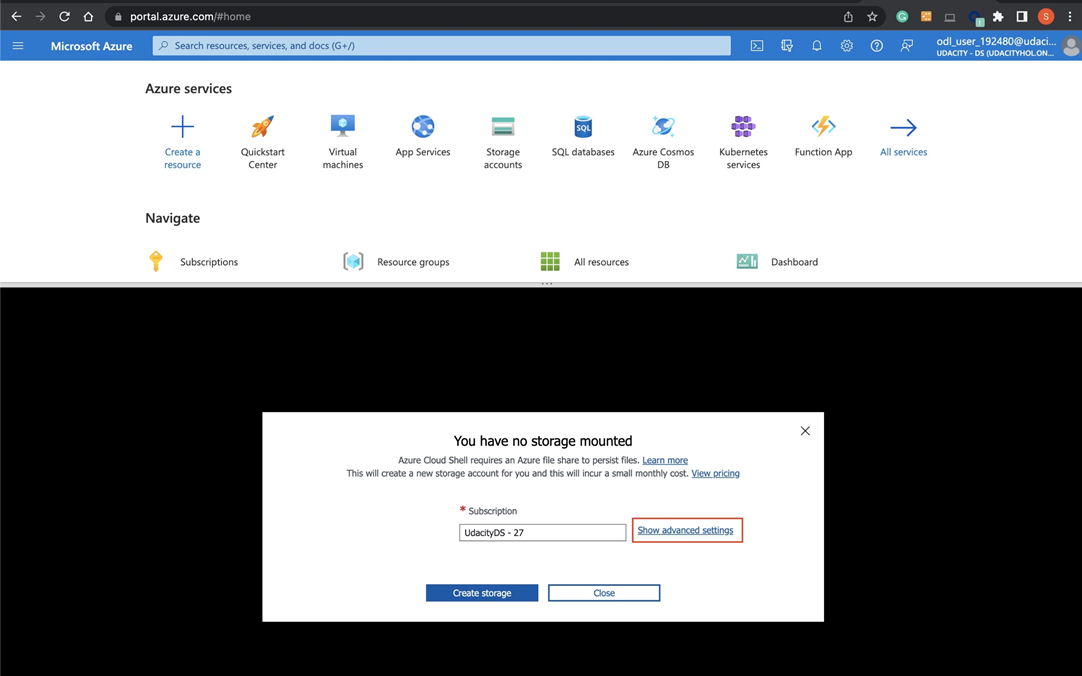 portal.azure.com/#home
S
Microsoft Azure
Search resources, services, and docs (G+/)
odl_user_192480@udaci...
UDACITY - DS (UDACITYHOL.ON...
Azure services
Create a resource
Quickstart Center
Virtual machines
App Services
Storage accounts
SQL
SQL databases
Azure Cosmos DB
Kubernetes services
Function App
All services
Navigate
Subscriptions
Resource groups
All resources
Dashboard
...
You have no storage mounted
Azure Cloud Shell requires an Azure file share to persist files. Learn more
This will create a new storage account for you and this will incur a small monthly cost. View pricing
* Subscription
UdacityDS - 27
Show advanced settings
Create storage
Close